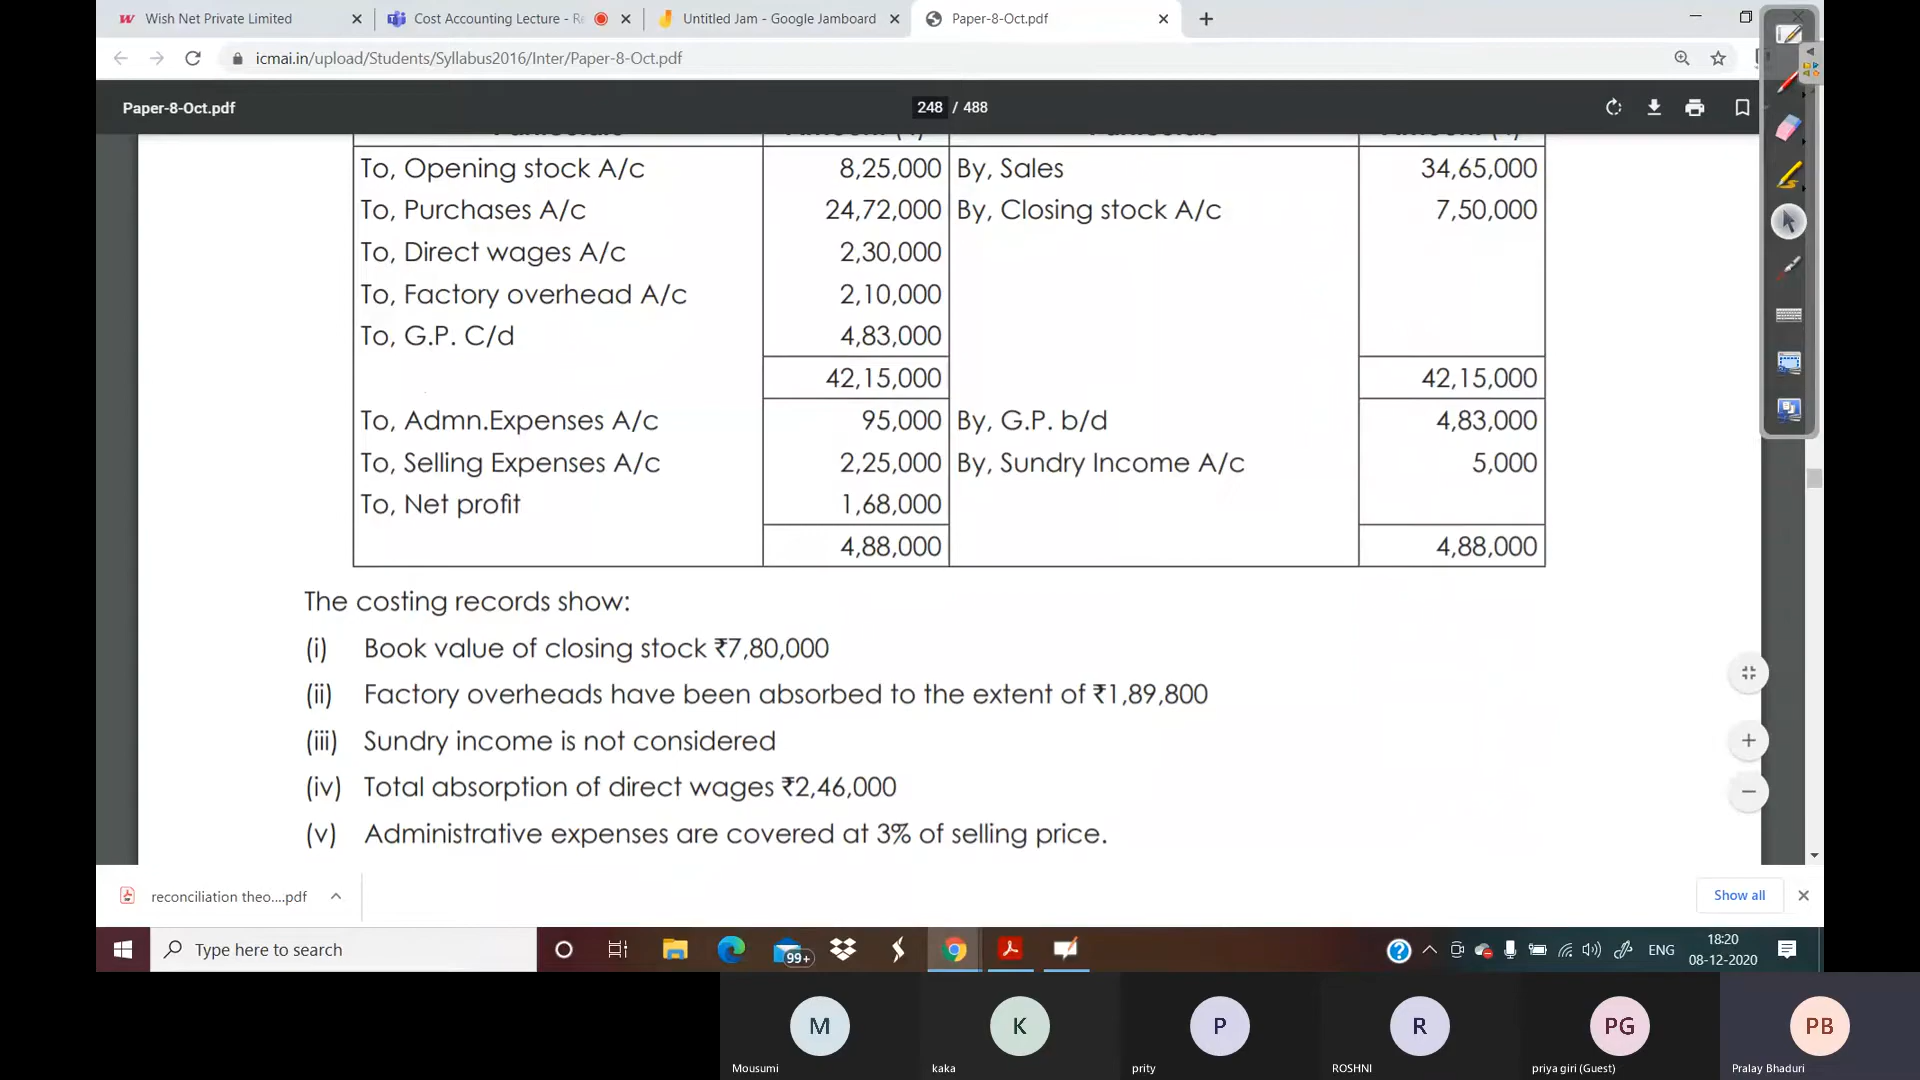 Wish Net Private Limited
Cost Accounting Lecture - Re
Untitled Jam - Google Jamboard
Paper-8-Oct.pdf
icmai.in/upload/Students/Syllabus2016/Inter/Paper-8-Oct.pdf
Paper-8-Oct.pdf
248 / 488
To, Opening stock A/c 8,25,000 By, Sales 34,65,000
To, Purchases A/c 24,72,000 By, Closing stock A/c 7,50,000
To, Direct wages A/c 2,30,000
To, Factory overhead A/c 2,10,000
To, G.P. C/d 4,83,000
42,15,000 42,15,000
To, Admn.Expenses A/c 95,000 By, G.P. b/d 4,83,000
To, Selling Expenses A/c 2,25,000 By, Sundry Income A/c 5,000
To, Net profit 1,68,000
4,88,000 4,88,000
The costing records show:
(i) Book value of closing stock ₹7,80,000
(ii) Factory overheads have been absorbed to the extent of ₹1,89,800
(iii) Sundry income is not considered
(iv) Total absorption of direct wages ₹2,46,000
(v) Administrative expenses are covered at 3% of selling price.
reconciliation theo....pdf
Show all
Type here to search
99+
ENG
18:20
08-12-2020
M
K
P
R
PG
PB
Mousumi
kaka
prity
ROSHNI
priya giri (Guest)
Pralay Bhaduri